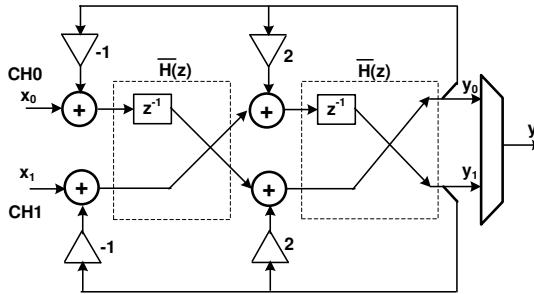 -1
2
CH0
x₀
H̅(z)
H̅(z)
y₀
+
z⁻¹
+
z⁻¹
y
x₁
+
+
y₁
CH1
-1
2